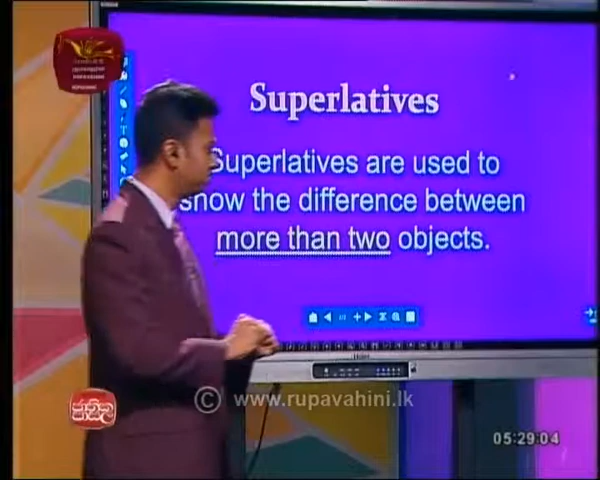 Superlatives
Superlatives are used to
show the difference between
more than two objects.
© www.rupavahini.lk
05:29:04